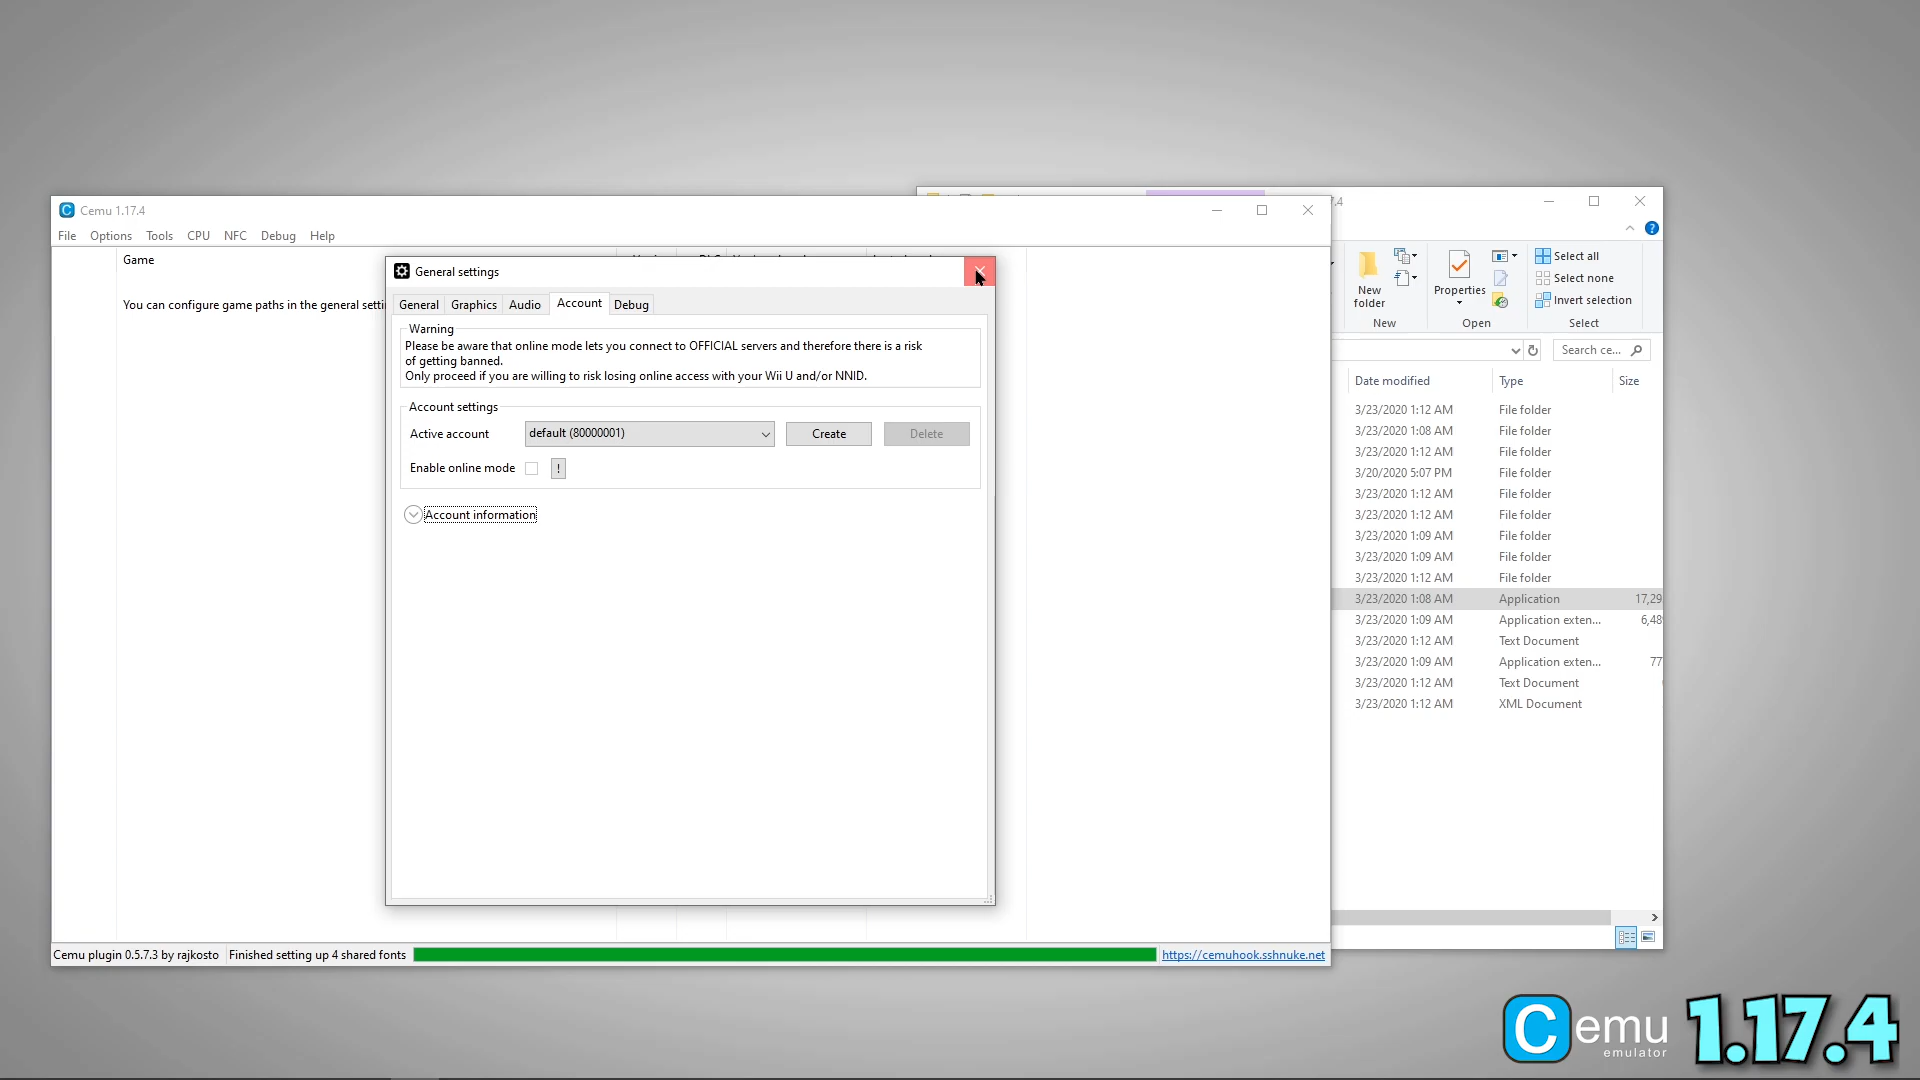 Cemu 1.17.4
File Options Tools CPU NFC Debug Help
Game
You can configure game paths in the general setti
General settings
General Graphics Audio Account Debug
Warning
Please be aware that online mode lets you connect to OFFICIAL servers and therefore there is a risk
of getting banned.
Only proceed if you are willing to risk losing online access with your Wii U and/or NNID.
Account settings
Active account default (80000001) Create Delete
Enable online mode !
Account information
Cemu plugin 0.5.7.3 by rajkosto Finished setting up 4 shared fonts https://cemuhook.sshnuke.net
7.4
?
New
folder
Properties
Select all
Select none
Invert selection
New Open Select
Search ce...
Date modified Type Size
3/23/2020 1:12 AM File folder
3/23/2020 1:08 AM File folder
3/23/2020 1:12 AM File folder
3/20/2020 5:07 PM File folder
3/23/2020 1:12 AM File folder
3/23/2020 1:12 AM File folder
3/23/2020 1:09 AM File folder
3/23/2020 1:09 AM File folder
3/23/2020 1:12 AM File folder
3/23/2020 1:08 AM Application 17,29
3/23/2020 1:09 AM Application exten... 6,48
3/23/2020 1:12 AM Text Document
3/23/2020 1:09 AM Application exten... 77
3/23/2020 1:12 AM Text Document
3/23/2020 1:12 AM XML Document
Cemu 1.17.4
emulator